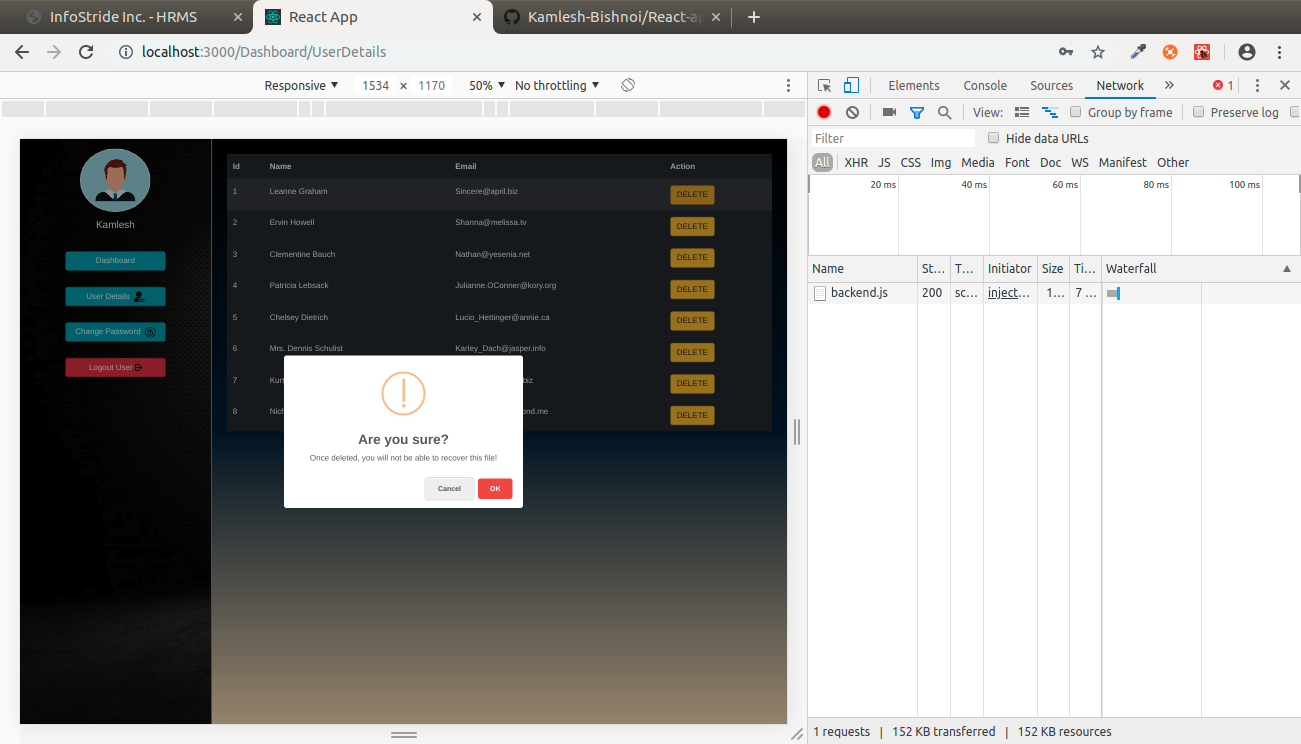 InfoStride Inc. - HRMS
React App
Kamlesh-Bishnoi/React-a
localhost:3000/Dashboard/UserDetails
Responsive ▼ 1534 × 1170 50% ▼ No throttling ▼
Elements Console Sources Network » 1
View: Group by frame Preserve log
Filter Hide data URLs
All XHR JS CSS Img Media Font Doc WS Manifest Other
20 ms 40 ms 60 ms 80 ms 100 ms
Name St... T... Initiator Size Ti... Waterfall
backend.js 200 sc... inject... 1... 7 ...
1 requests | 152 KB transferred | 152 KB resources
Kamlesh
Dashboard
User Details
Change Password
Logout User
Id Name Email Action
1 Leanne Graham Sincere@april.biz DELETE
2 Ervin Howell Shanna@melissa.tv DELETE
3 Clementine Bauch Nathan@yesenia.net DELETE
4 Patricia Lebsack Julianne.OConner@kory.org DELETE
5 Chelsey Dietrich Lucio_Hettinger@annie.ca DELETE
6 Mrs. Dennis Schulist Karley_Dach@jasper.info DELETE
7 Kur .biz DELETE
8 Nich ond.me DELETE
Are you sure?
Once deleted, you will not be able to recover this file!
Cancel OK